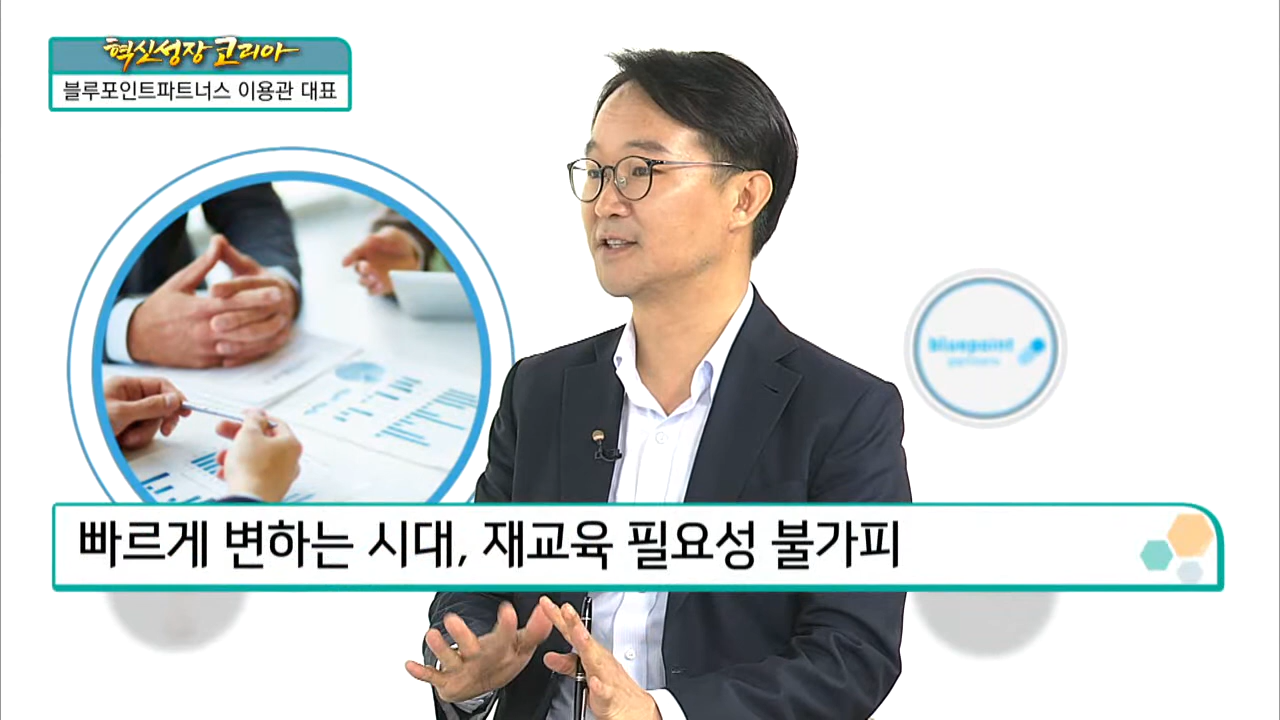 혁신성장 코리아
블루포인트파트너스 이용관 대표
bluepoint
partners
빠르게 변하는 시대, 재교육 필요성 불가피